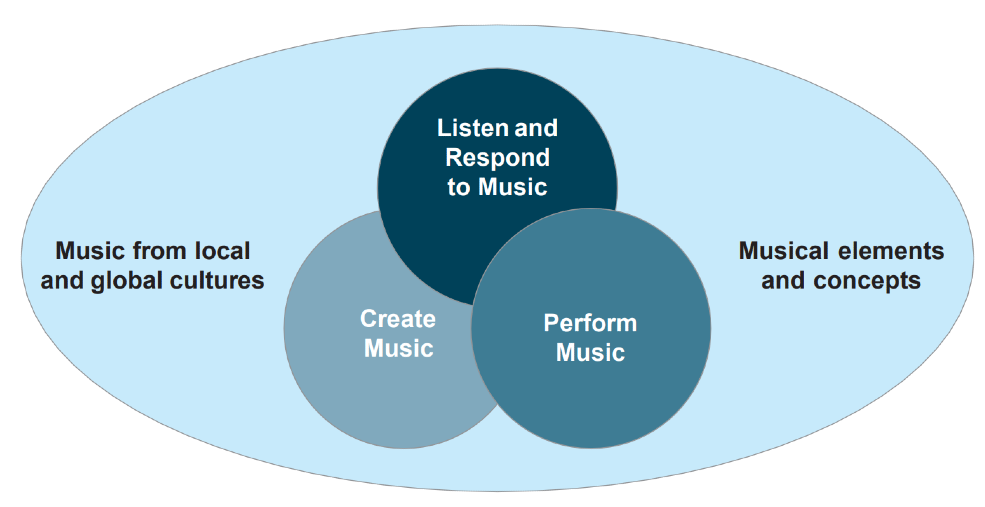 Listen and
Respond
to Music
Music from local
and global cultures
Musical elements
and concepts
Create
Music
Perform
Music